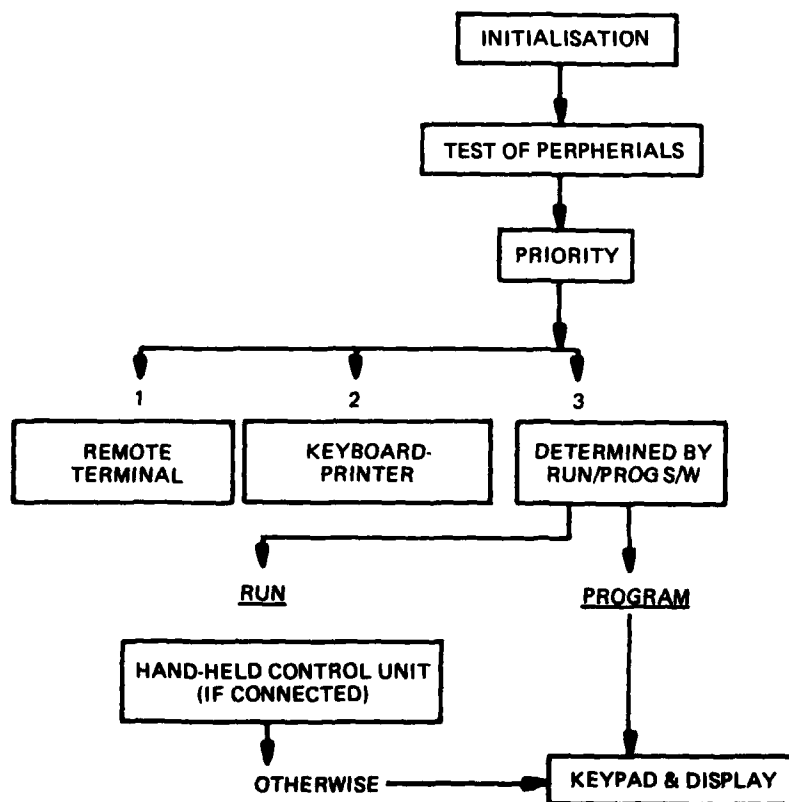 INITIALISATION
TEST OF PERPHERIALS
PRIORITY
1
2
3
REMOTE
TERMINAL
KEYBOARD-
PRINTER
DETERMINED BY
RUN/PROG S/W
RUN
PROGRAM
HAND-HELD CONTROL UNIT
(IF CONNECTED)
OTHERWISE
KEYPAD & DISPLAY